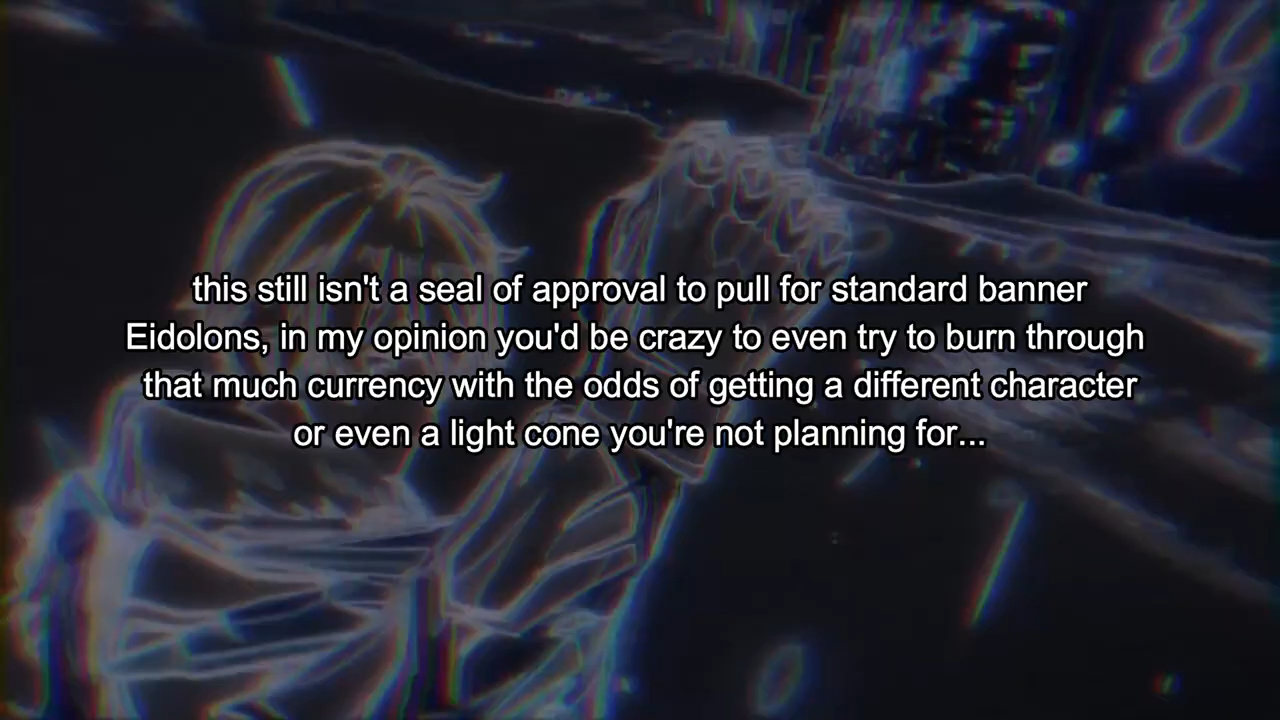 this still isn't a seal of approval to pull for standard banner
Eidolons, in my opinion you'd be crazy to even try to burn through
that much currency with the odds of getting a different character
or even a light cone you're not planning for...